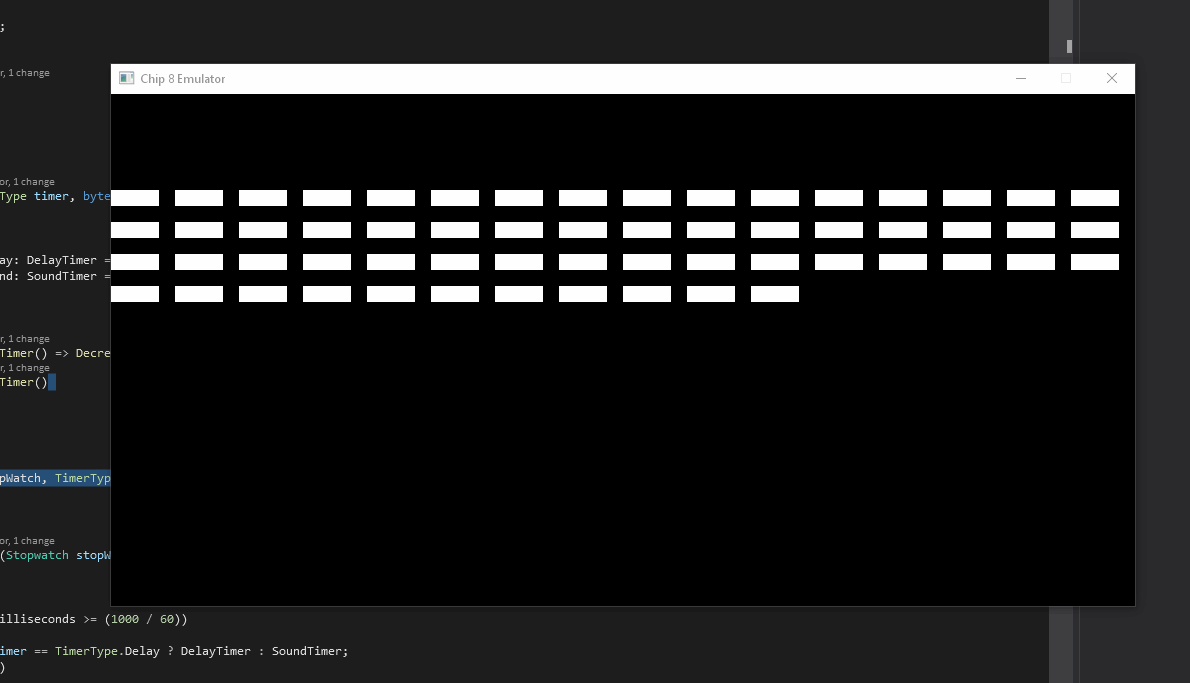 ;
r, 1 change
Chip 8 Emulator
or, 1 change
Type timer, byte
ay: DelayTimer =
nd: SoundTimer =
r, 1 change
Timer() => Decre
r, 1 change
Timer()
pWatch, TimerTyp
or, 1 change
(Stopwatch stopW
illiseconds >= (1000 / 60))
imer == TimerType.Delay ? DelayTimer : SoundTimer;
)